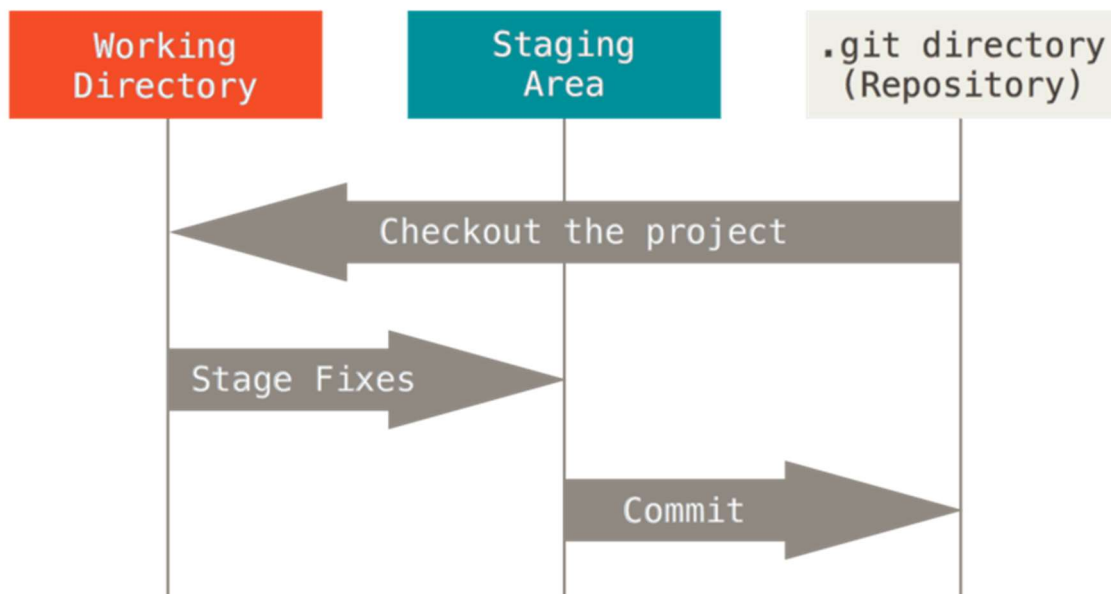 Working
Directory
Staging
Area
.git directory
(Repository)
Checkout the project
Stage Fixes
Commit